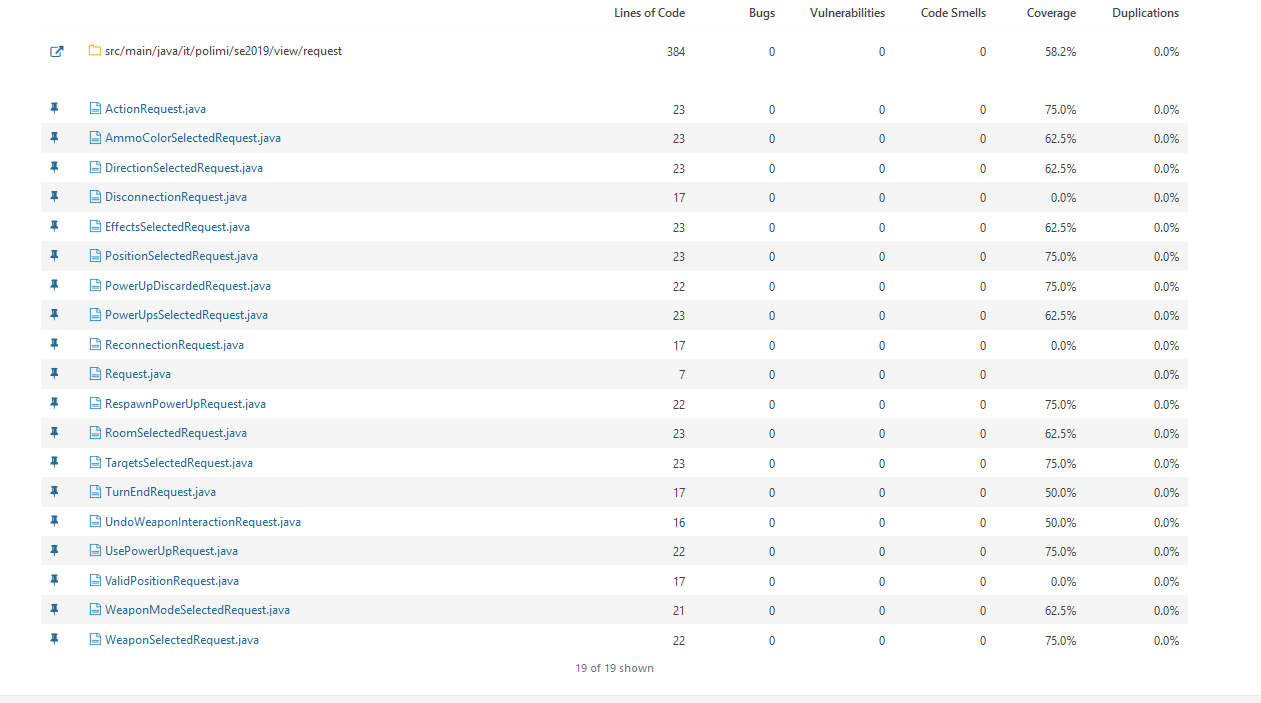 Lines of Code Bugs Vulnerabilities Code Smells Coverage Duplications
src/main/java/it/polimi/se2019/view/request 384 0 0 0 58.2% 0.0%
ActionRequest.java 23 0 0 0 75.0% 0.0%
AmmoColorSelectedRequest.java 23 0 0 0 62.5% 0.0%
DirectionSelectedRequest.java 23 0 0 0 62.5% 0.0%
DisconnectionRequest.java 17 0 0 0 0.0% 0.0%
EffectsSelectedRequest.java 23 0 0 0 62.5% 0.0%
PositionSelectedRequest.java 23 0 0 0 75.0% 0.0%
PowerUpDiscardedRequest.java 22 0 0 0 75.0% 0.0%
PowerUpsSelectedRequest.java 23 0 0 0 62.5% 0.0%
ReconnectionRequest.java 17 0 0 0 0.0% 0.0%
Request.java 7 0 0 0 0.0%
RespawnPowerUpRequest.java 22 0 0 0 75.0% 0.0%
RoomSelectedRequest.java 23 0 0 0 62.5% 0.0%
TargetsSelectedRequest.java 23 0 0 0 75.0% 0.0%
TurnEndRequest.java 17 0 0 0 50.0% 0.0%
UndoWeaponInteractionRequest.java 16 0 0 0 50.0% 0.0%
UsePowerUpRequest.java 22 0 0 0 75.0% 0.0%
ValidPositionRequest.java 17 0 0 0 0.0% 0.0%
WeaponModeSelectedRequest.java 21 0 0 0 62.5% 0.0%
WeaponSelectedRequest.java 22 0 0 0 75.0% 0.0%
19 of 19 shown